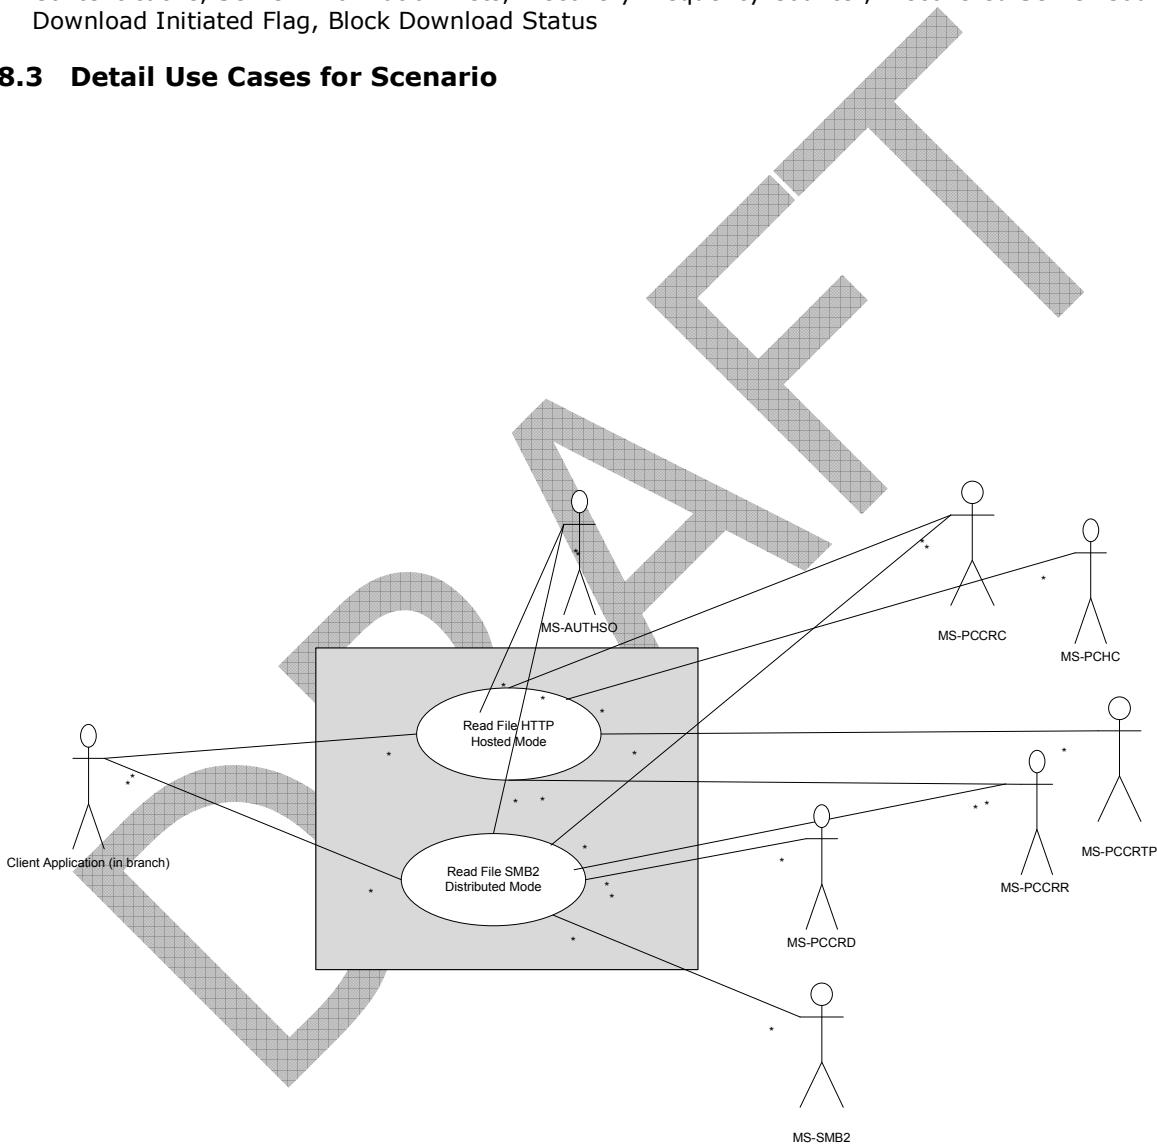 Download Initiated Flag, Block Download Status
8.3 Detail Use Cases for Scenario
DRAFT
MS-AUTHSO
MS-PCCRC
MS-PCHC
Read File HTTP
Hosted Mode
Client Application (in branch)
Read File SMB2
Distributed Mode
MS-PCCRTP
MS-PCCRR
MS-PCCRD
MS-SMB2